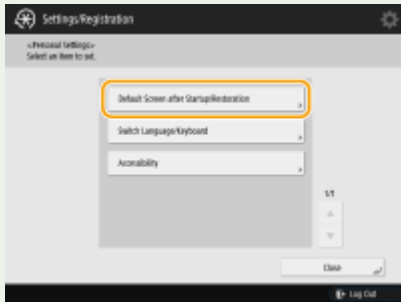 Settings/Registration
<Personal Settings>
Select an item to set.
Default Screen after Startup/Restoration
Switch Language/Keyboard
Accessibility
1/1
Close
Log Out